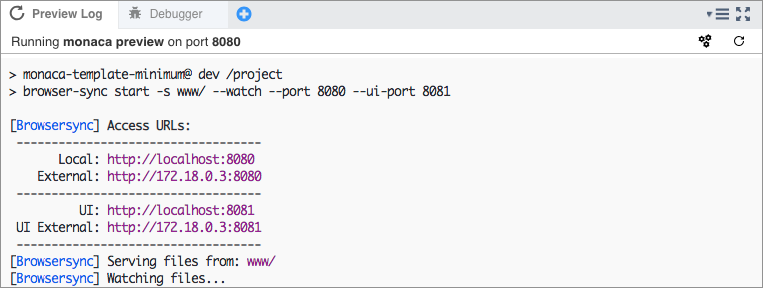 Preview Log Debugger
Running monaca preview on port 8080
> monaca-template-minimum@ dev /project
> browser-sync start -s www/ --watch --port 8080 --ui-port 8081
[Browsersync] Access URLs:
-----------------------------------
Local: http://localhost:8080
External: http://172.18.0.3:8080
-----------------------------------
UI: http://localhost:8081
UI External: http://172.18.0.3:8081
-----------------------------------
[Browsersync] Serving files from: www/
[Browsersync] Watching files...